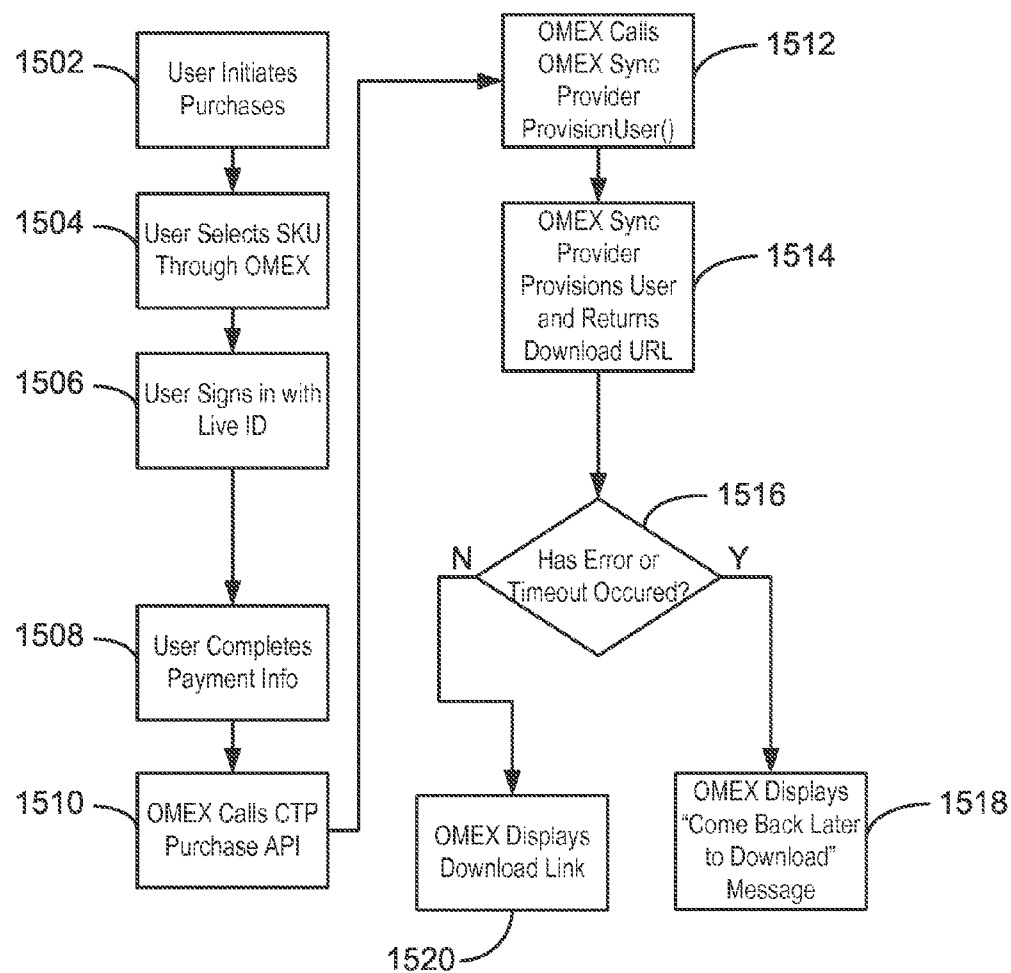 1502
User Initiates
Purchases
1504
User Selects SKU
Through OMEX
1506
User Signs in with
Live ID
1508
User Completes
Payment Info
1510
OMEX Calls CTP
Purchase API
OMEX Calls
OMEX Sync
Provider
ProvisionUser()
1512
OMEX Sync
Provider
Provisions User
and Returns
Download URL
1514
1516
Has Error or
Timeout Occured?
N
Y
OMEX Displays
Download Link
1520
OMEX Displays
“Come Back Later
to Download”
Message
1518